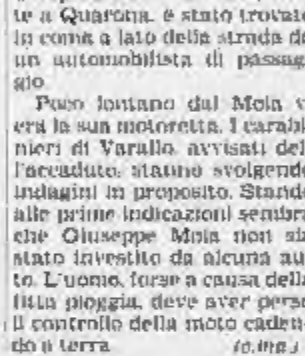 te a Quarona, è stato trovato
in coma a lato della strada da
un automobilista di passag-
gio
Poco lontano dal Mola v'
era la sua motoretta. I carabi-
nieri di Varallo, avvisati del-
l'accaduto, stanno svolgendo
indagini in proposito. Stando
alle prime indicazioni sembra
che Giuseppe Mola non sia
stato investito da alcuna au-
to. L'uomo, forse a causa della
fitta pioggia, deve aver perso
il controllo della moto caden-
do a terra.